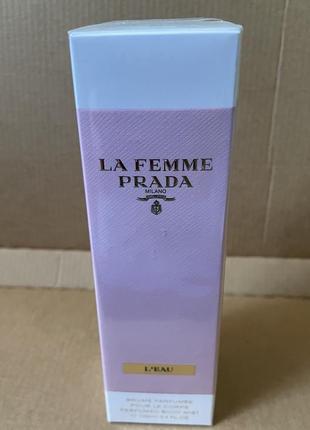 LA FEMME
PRADA
MILANO
L'EAU
BRUME PARFUMÉE
POUR LE CORPS
PERFUMED BODY MIST